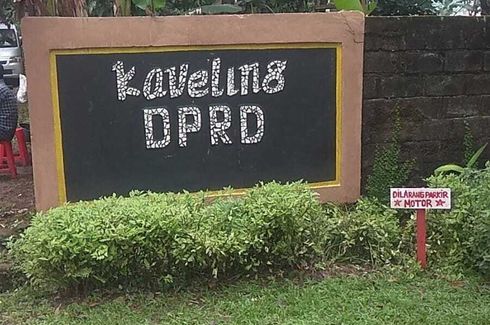 Kaveling
DPRD
DILARANG PARKIR
★ MOTOR ★